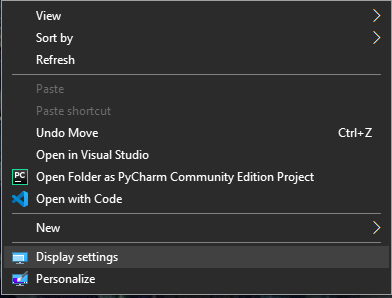 View
Sort by
Refresh
Paste
Paste shortcut
Undo Move Ctrl+Z
Open in Visual Studio
PC Open Folder as PyCharm Community Edition Project
Open with Code
New
Display settings
Personalize